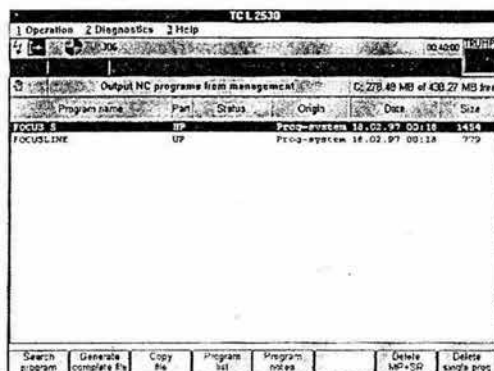 TC L 2530
1 Operation 2 Diagnostics 3 Help
306 00:40:00 TRUMPF
Output NC programs from management C: 278.49 MB of 438.27 MB free
Program name Part Status Origin Date Size
FOCUS S HP Prog-system 18.02.97 00:18 1454
FOCUSLINE UP Prog-system 18.02.97 00:18 779
Search program
Generate complete file
Copy file
Program list
Program notes
Delete MP+SR
Delete single prog.